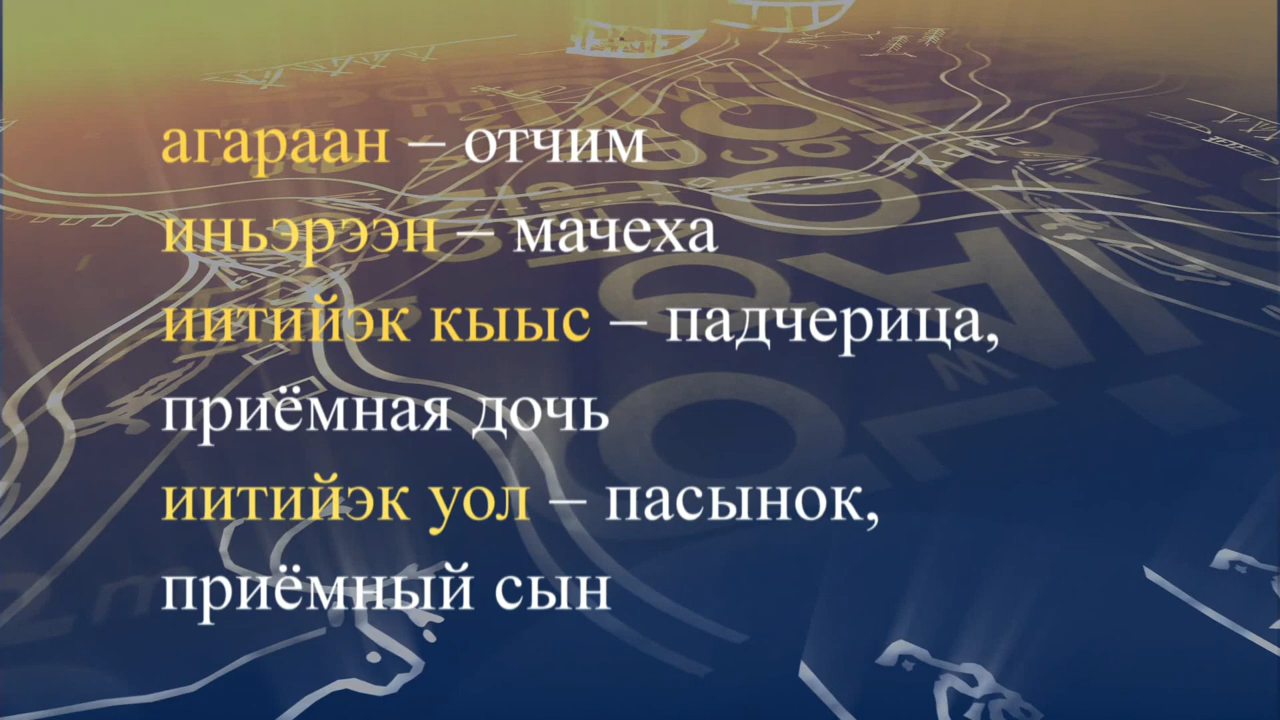 агараан – отчим
иньэрээн – мачеха
иитийэк кыыс – падчерица,
приёмная дочь
иитийэк уол – пасынок,
приёмный сын